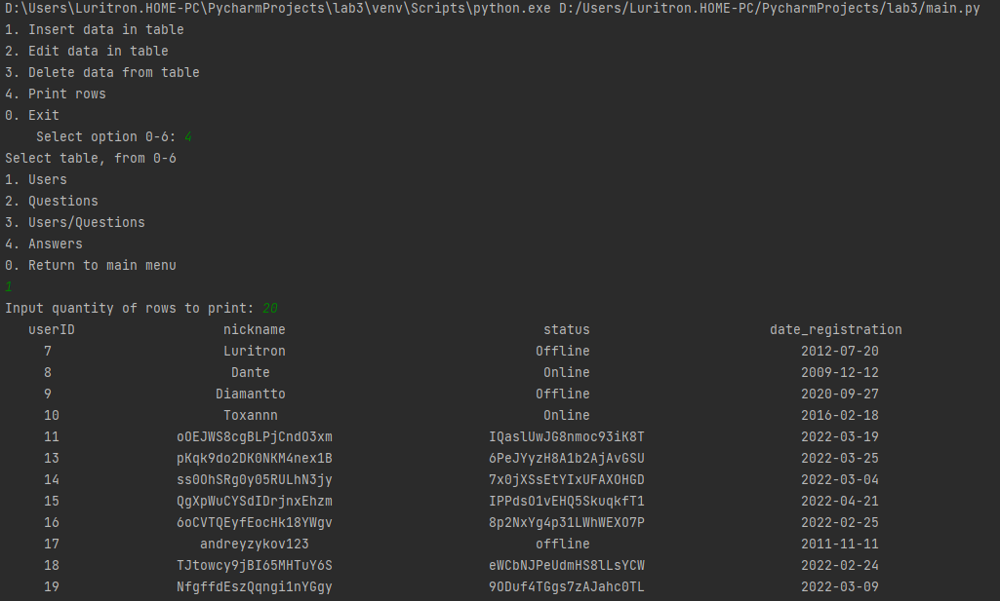 D:\Users\Luritron.HOME-PC\PycharmProjects\lab3\venv\Scripts\python.exe D:/Users/Luritron.HOME-PC/PycharmProjects/lab3/main.py
1. Insert data in table
2. Edit data in table
3. Delete data from table
4. Print rows
0. Exit
Select option 0-6: 4
Select table, from 0-6
1. Users
2. Questions
3. Users/Questions
4. Answers
0. Return to main menu
1
Input quantity of rows to print: 20
userID nickname status date_registration
7 Luritron Offline 2012-07-20
8 Dante Online 2009-12-12
9 Diamantto Offline 2020-09-27
10 Toxannn Online 2016-02-18
11 oOEJWS8cgBLPjCndO3xm IQaslUwJG8nmoc93iK8T 2022-03-19
13 pKqk9do2DK0NKM4nex1B 6PeJYyzH8A1b2AjAvGSU 2022-03-25
14 ss0OhSRg0y05RULhN3jy 7x0jXSsEtYIxUFAXOHGD 2022-03-04
15 QgXpWuCYSdIDrjnxEhzm IPPdsO1vEHQ5SkuqkfT1 2022-04-21
16 6oCVTQEyfEocHk18YWgv 8p2NxYg4p31LWhWEXO7P 2022-02-25
17 andreyzykov123 offline 2011-11-11
18 TJtowcy9jBI65MHTuY6S eWCbNJPeUdmHS8lLsYCW 2022-02-24
19 NfgffdEszQqngi1nYGgy 9ODuf4TGgs7zAJahc0TL 2022-03-09